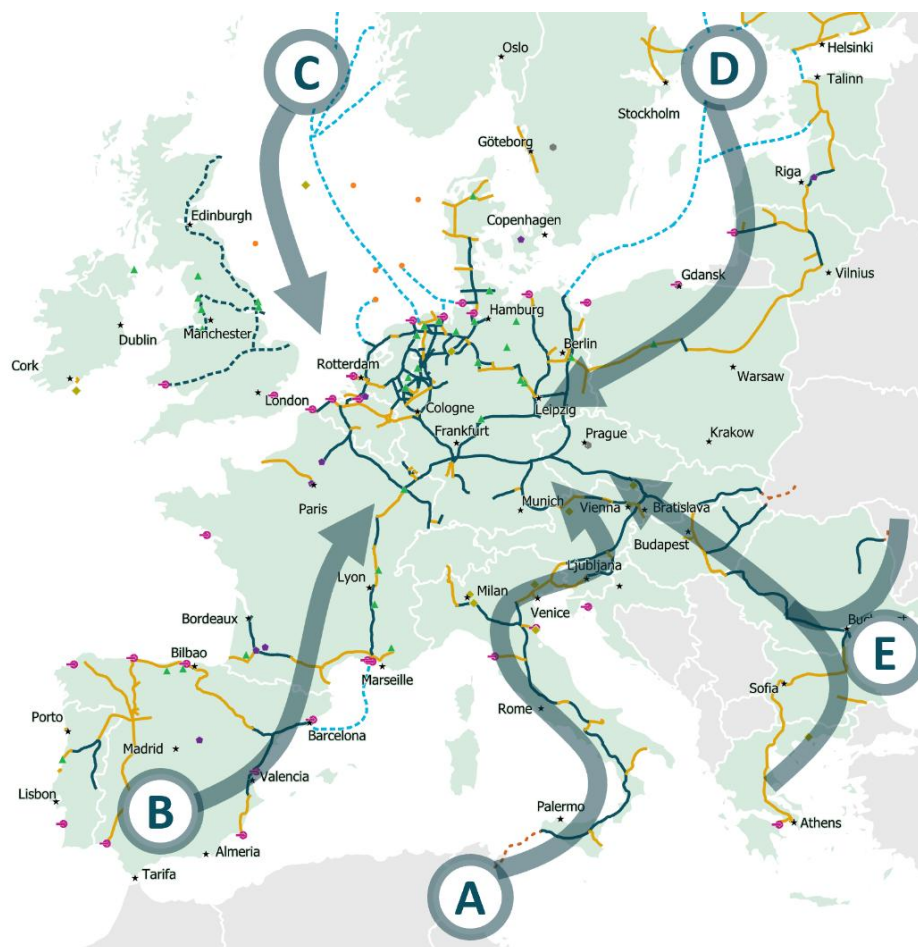 Oslo
Helsinki
C
D
Talinn
Stockholm
Göteborg
Riga
Edinburgh
Copenhagen
Vilnius
Gdansk
Hamburg
Manchester
Dublin
Berlin
Cork
Rotterdam
Warsaw
London
Cologne
Leipzig
Frankfurt
Prague
Krakow
Paris
Munich
Vienna
Bratislava
Budapest
Lyon
Ljubljana
Milan
Venice
Bordeaux
Bilbao
E
Marseille
Sofia
Porto
Rome
Barcelona
Madrid
Valencia
Lisbon
B
Palermo
Athens
Almeria
Tarifa
A